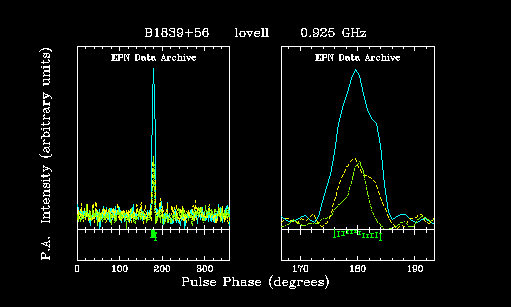 B1839+56 lovell 0.925 GHz
EPN Data Archive EPN Data Archive
P.A. Intensity (arbitrary units)
0 100 200 300 170 180 190
Pulse Phase (degrees)